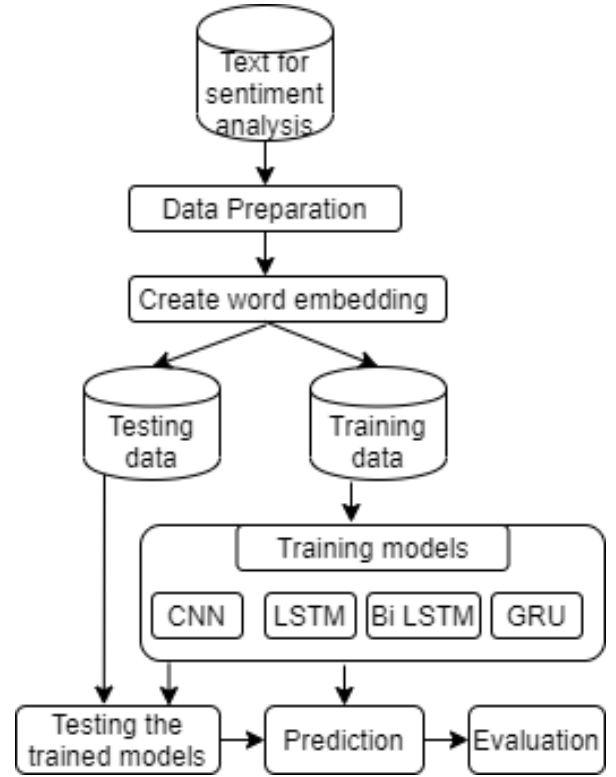 Text for
sentiment
analysis
Data Preparation
Create word embedding
Testing
data
Training
data
Training models
CNN
LSTM
Bi LSTM
GRU
Testing the
trained models
Prediction
Evaluation